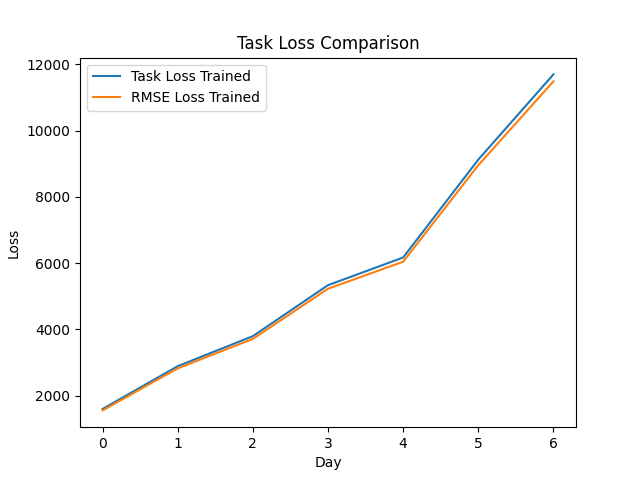 Task Loss Comparison
Task Loss Trained
RMSE Loss Trained
12000
10000
8000
6000
4000
2000
Loss
0 1 2 3 4 5 6
Day